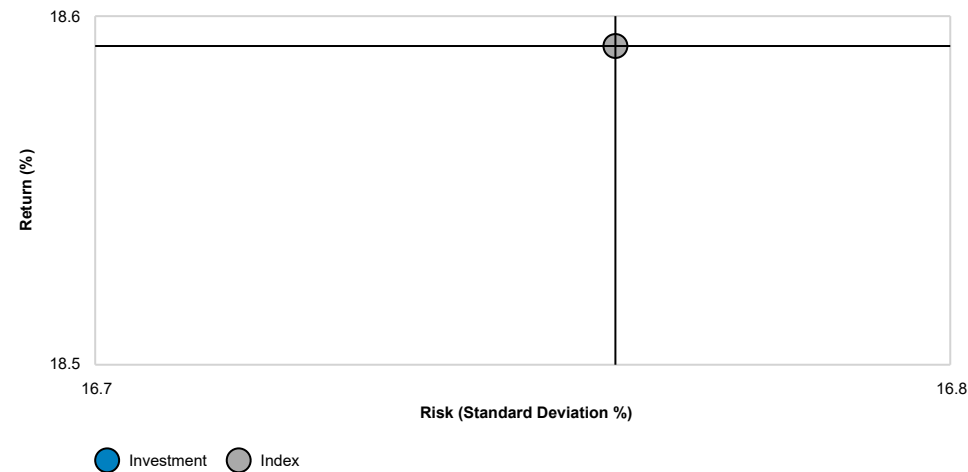 18.6
Return (%)
18.5
16.7
16.8
Risk (Standard Deviation %)
Investment
Index